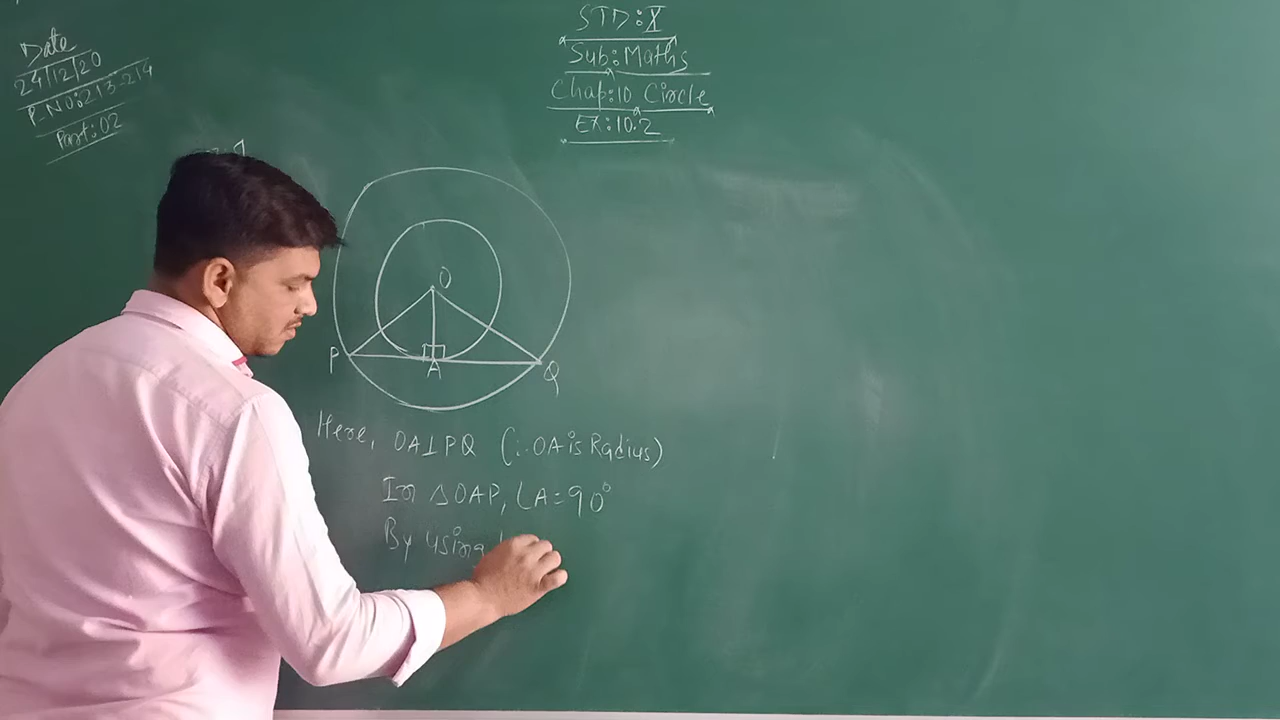 Date
24/12/20
P.NO:213-214
Part:02
STD:X
Sub:Maths
Chap:10 Circle
EX:10.2
O
P
A
Q
Here, OA⊥PQ (∵OA is Radius)
In △OAP, ∠A=90°
By using